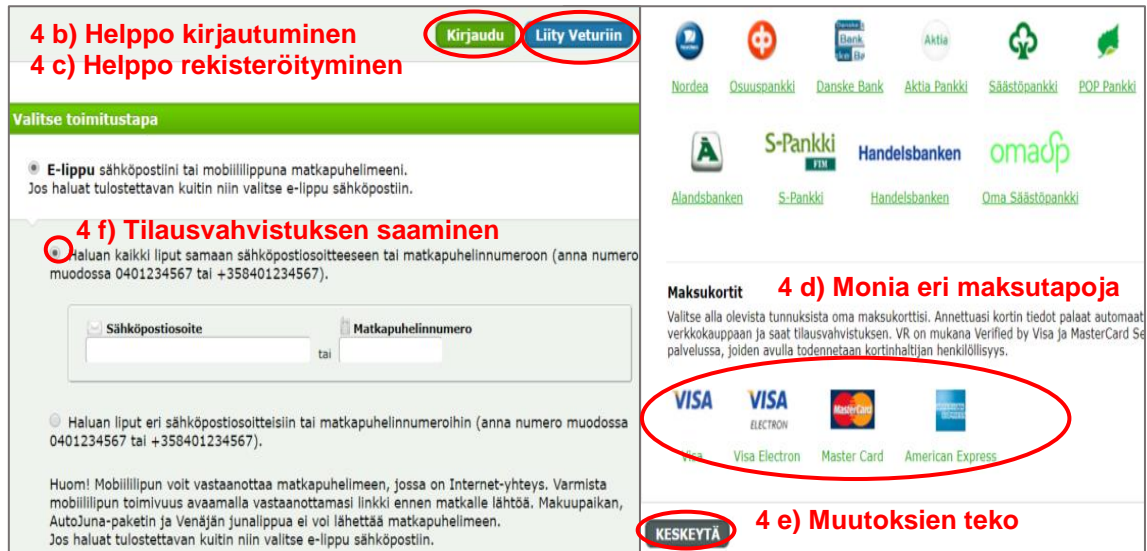 4 b) Helppo kirjautuminen
Kirjaudu
Liity Veturiin
4 c) Helppo rekisteröityminen
Valitse toimitustapa
E-lippu sähköpostiini tai mobiililippuna matkapuhelimeeni.
Jos haluat tulostettavan kuitin niin valitse e-lippu sähköpostiin.
4 f) Tilausvahvistuksen saaminen
Haluan kaikki liput samaan sähköpostiosoitteeseen tai matkapuhelinnumeroon (anna numero
muodossa 0401234567 tai +358401234567).
Sähköpostiosoite
Matkapuhelinnumero
tai
Haluan liput eri sähköpostiosoitteisiin tai matkapuhelinnumeroihin (anna numero muodossa
0401234567 tai +358401234567).
Huom! Mobiililipun voit vastaanottaa matkapuhelimeen, jossa on Internet-yhteys. Varmista
mobiililipun toimivuus avaamalla vastaanottamasi linkki ennen matkalle lähtöä. Makuupaikan,
AutoJuna-paketin ja Venäjän junalippua ei voi lähettää matkapuhelimeen.
Jos haluat tulostettavan kuitin niin valitse e-lippu sähköpostiin.
Danske
Bank
Aktia
Nordea Osuuspankki Danske Bank Aktia Pankki Säästöpankki POP Pankki
S-Pankki
FIM
Handelsbanken
omasp
Alandsbanken S-Pankki Handelsbanken Oma Säästöpankki
Maksukortit
4 d) Monia eri maksutapoja
Valitse alla olevista tunnuksista oma maksukorttisi. Annettuasi kortin tiedot palaat automaat
verkkokauppaan ja saat tilausvahvistuksen. VR on mukana Verified by Visa ja MasterCard Se
palvelussa, joiden avulla todennetaan kortinhaltijan henkilöllisyys.
VISA
VISA
ELECTRON
MasterCard
Visa Visa Electron Master Card American Express
4 e) Muutoksien teko
KESKEYTÄ